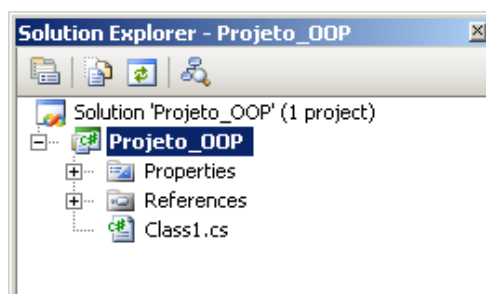 Solution Explorer - Projeto_OOP
Solution 'Projeto_OOP' (1 project)
C# Projeto_OOP
Properties
References
C# Class1.cs